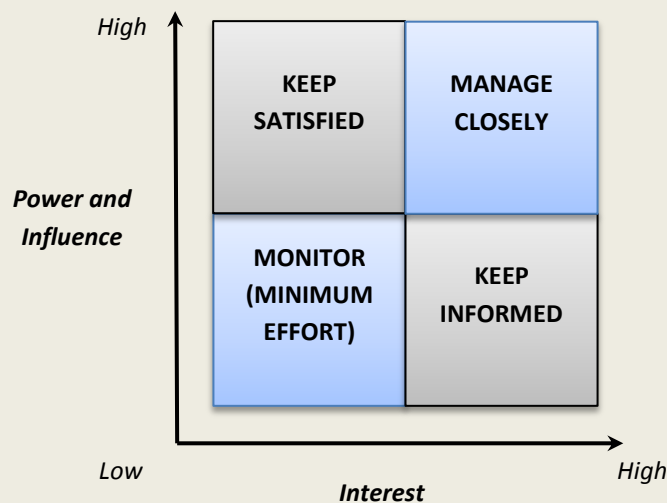 High
KEEP
SATISFIED
MANAGE
CLOSELY
Power and
Influence
MONITOR
(MINIMUM
EFFORT)
KEEP
INFORMED
Low
High
Interest